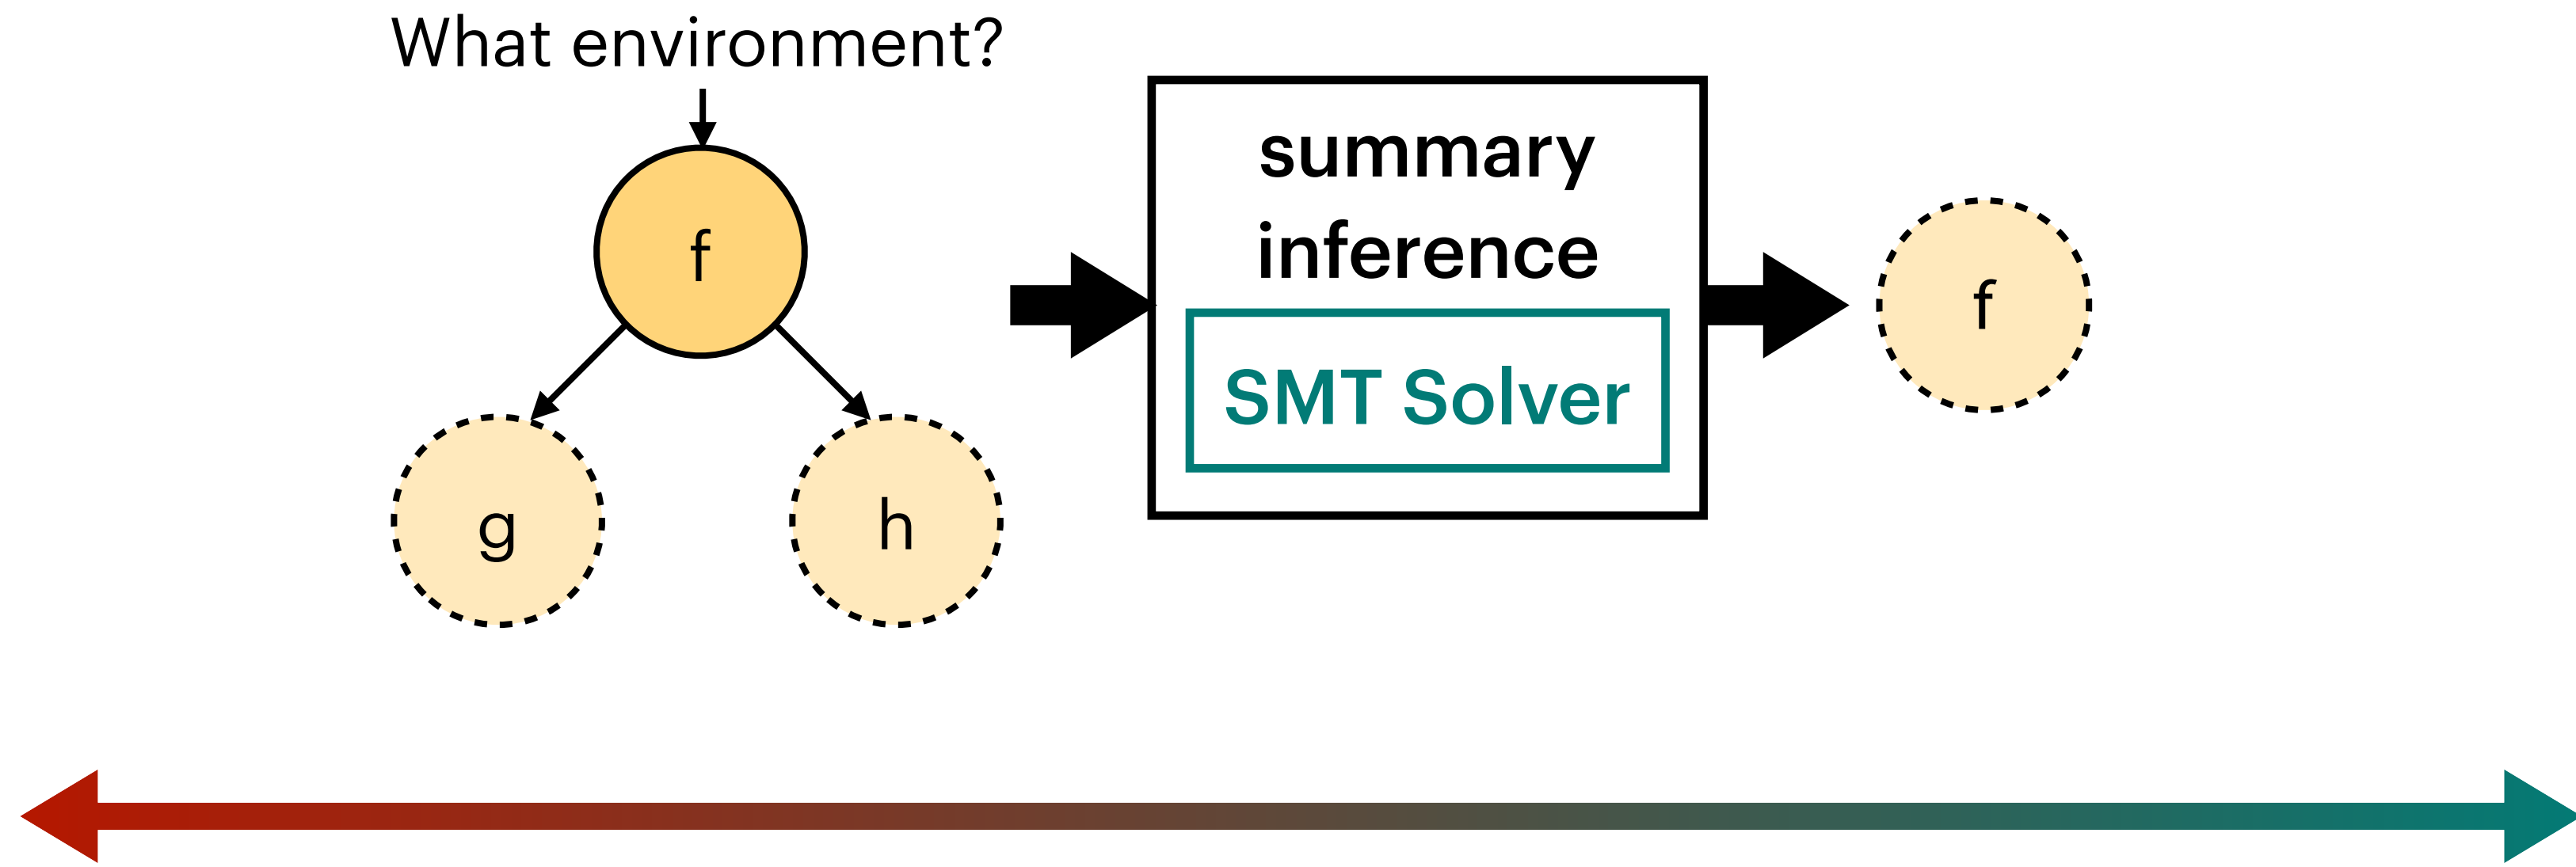 What environment?
f
g
h
summary
inference
SMT Solver
f